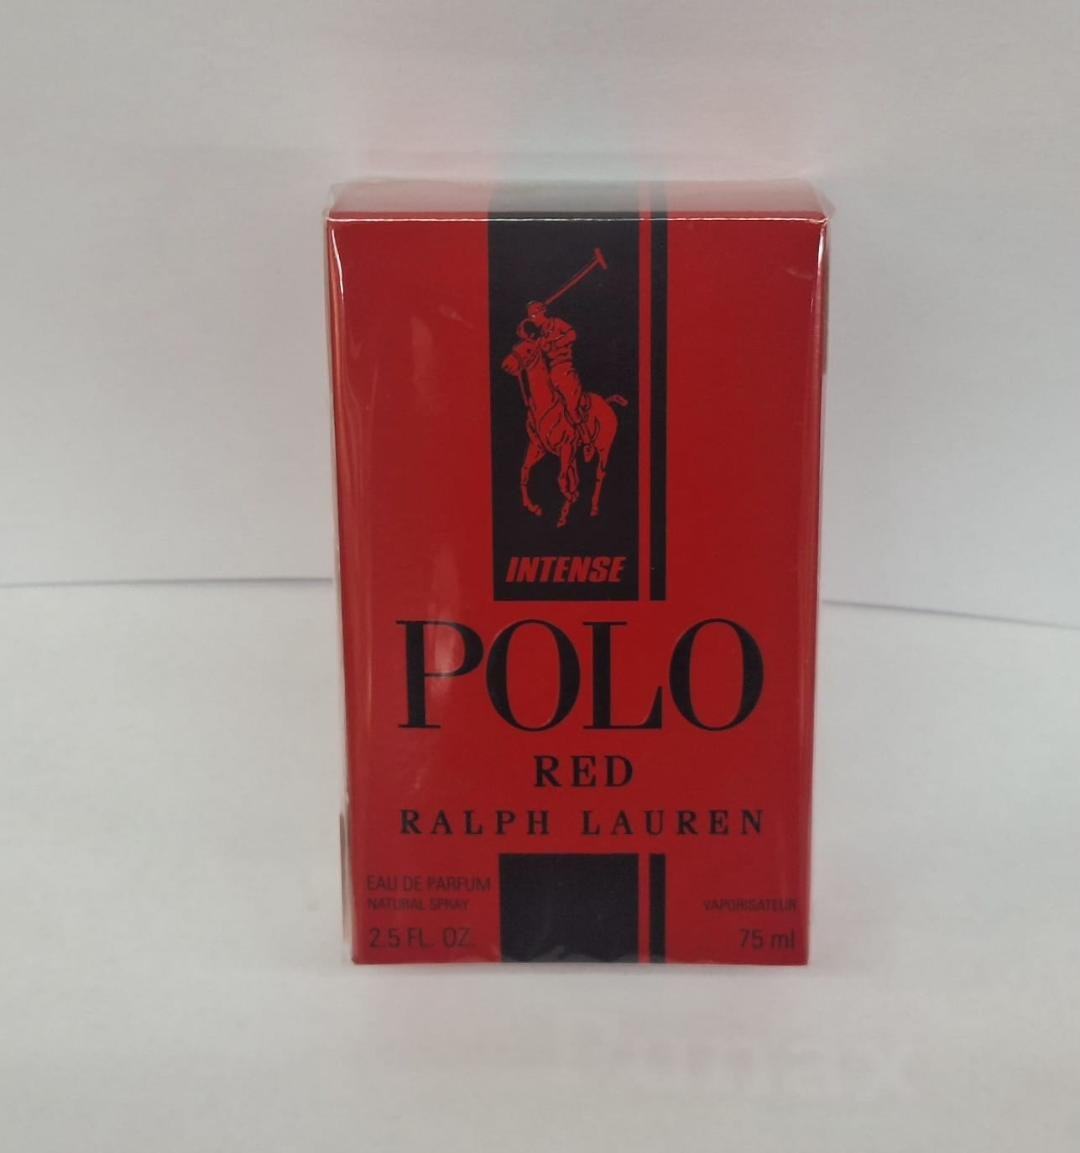 INTENSE
POLO
RED
RALPH LAUREN
EAU DE PARFUM
NATURAL SPRAY
VAPORISATEUR
2.5 FL. OZ.
75 ml